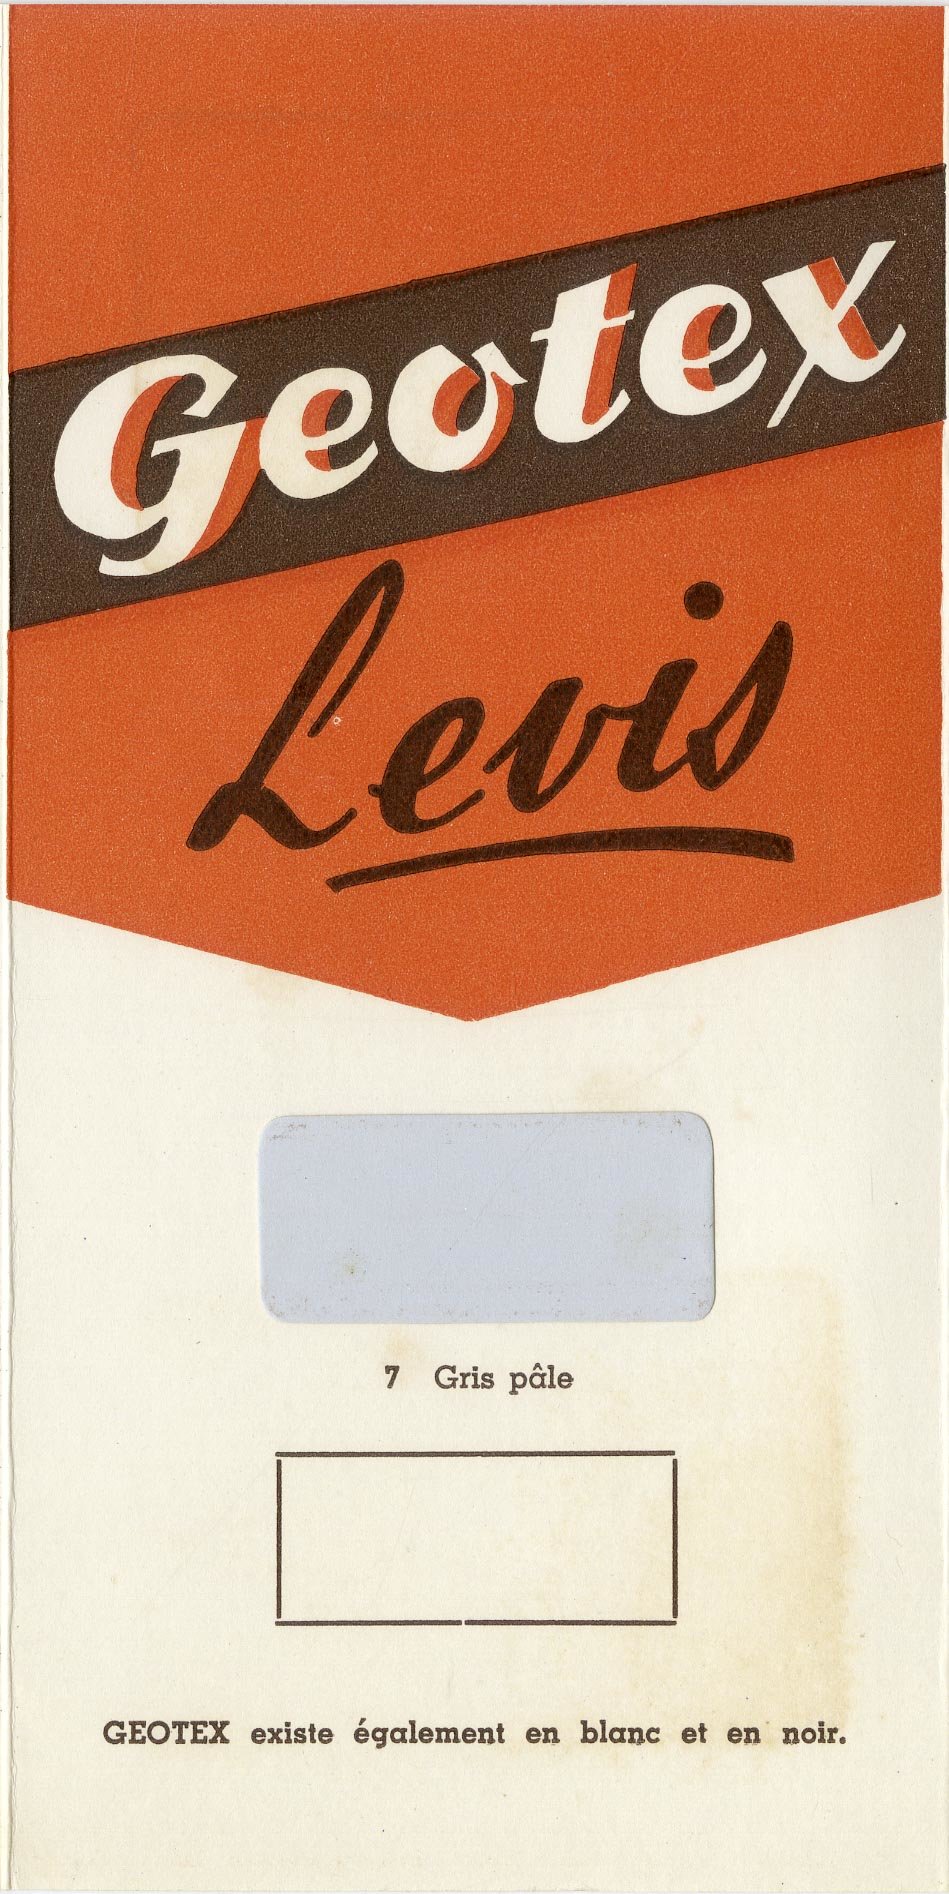 Geotex
Levis
7 Gris pâle
GEOTEX existe également en blanc et en noir.